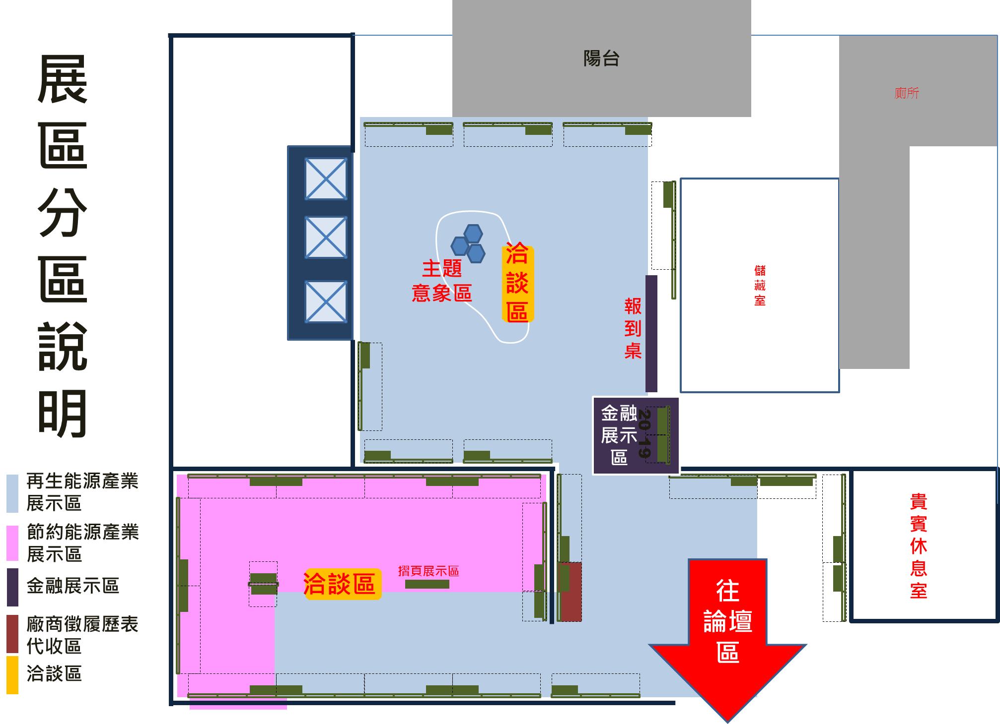 展區分區說明
再生能源產業
展示區
節約能源產業
展示區
金融展示區
廠商徵履歷表
代收區
洽談區
陽台
廁所
主題
意象區
洽談區
報到桌
儲藏室
金融
展示
區
20 19
洽談區
摺頁展示區
貴賓休息室
往
論壇
區